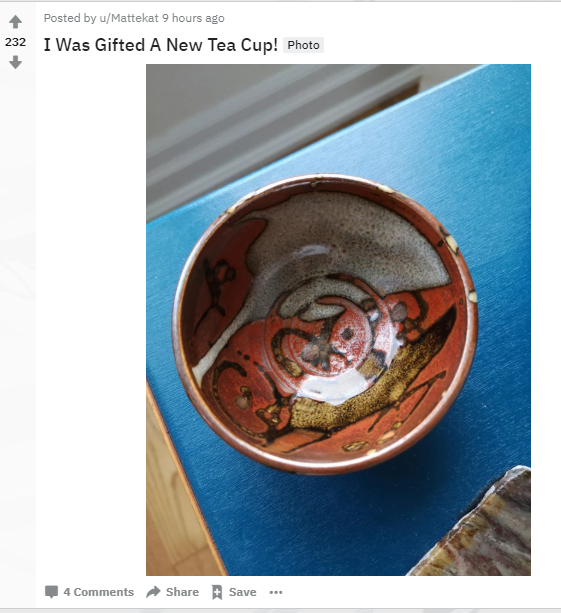 Posted by u/Mattekat 9 hours ago
232
I Was Gifted A New Tea Cup! Photo
4 Comments Share Save